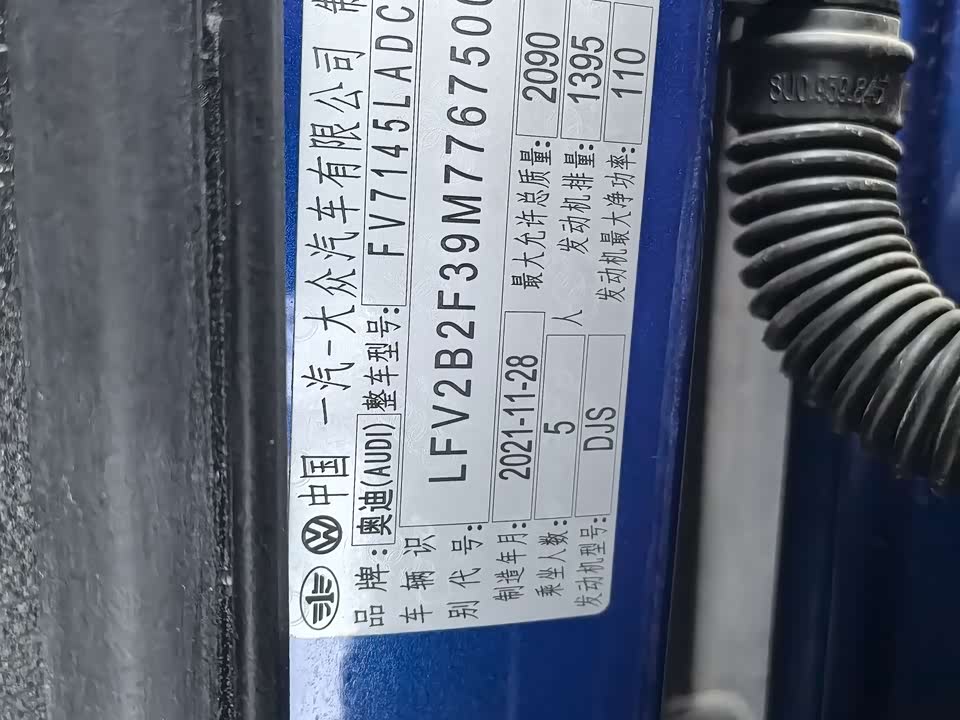 中国 一汽-大众汽车有限公司 制
品牌: 奥迪(AUDI) 整车型号: FV7145LADC
车辆识别代号: LFV2B2F39M776750
制造年月: 2021-11-28 最大允许总质量: 2090
乘坐人数: 5 人 发动机排量: 1395
发动机型号: DJS 发动机最大净功率: 110
8U0.959.845